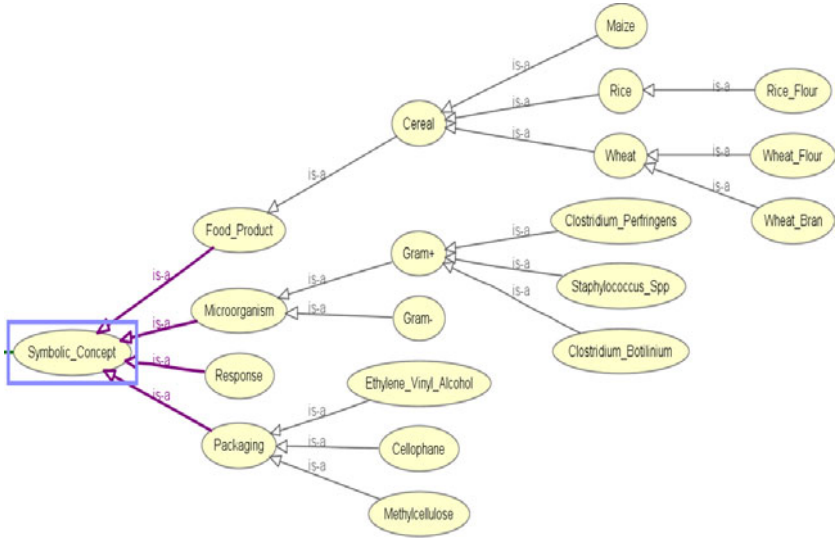 Maize
is-a
Rice
is-a
Rice_Flour
Cereal
is-a
is-a
Wheat
is-a
Wheat_Flour
is-a
is-a
Wheat_Bran
Food_Product
Clostridium_Perfringens
is-a
Gram+
is-a
is-a
Staphylococcus_Spp
is-a
is-a
Microorganism
is-a
Gram-
is-a
Symbolic_Concept
Clostridium_Botilinium
is-a
Response
Ethylene_Vinyl_Alcohol
is-a
is-a
Packaging
is-a
Cellophane
is-a
Methylcellulose